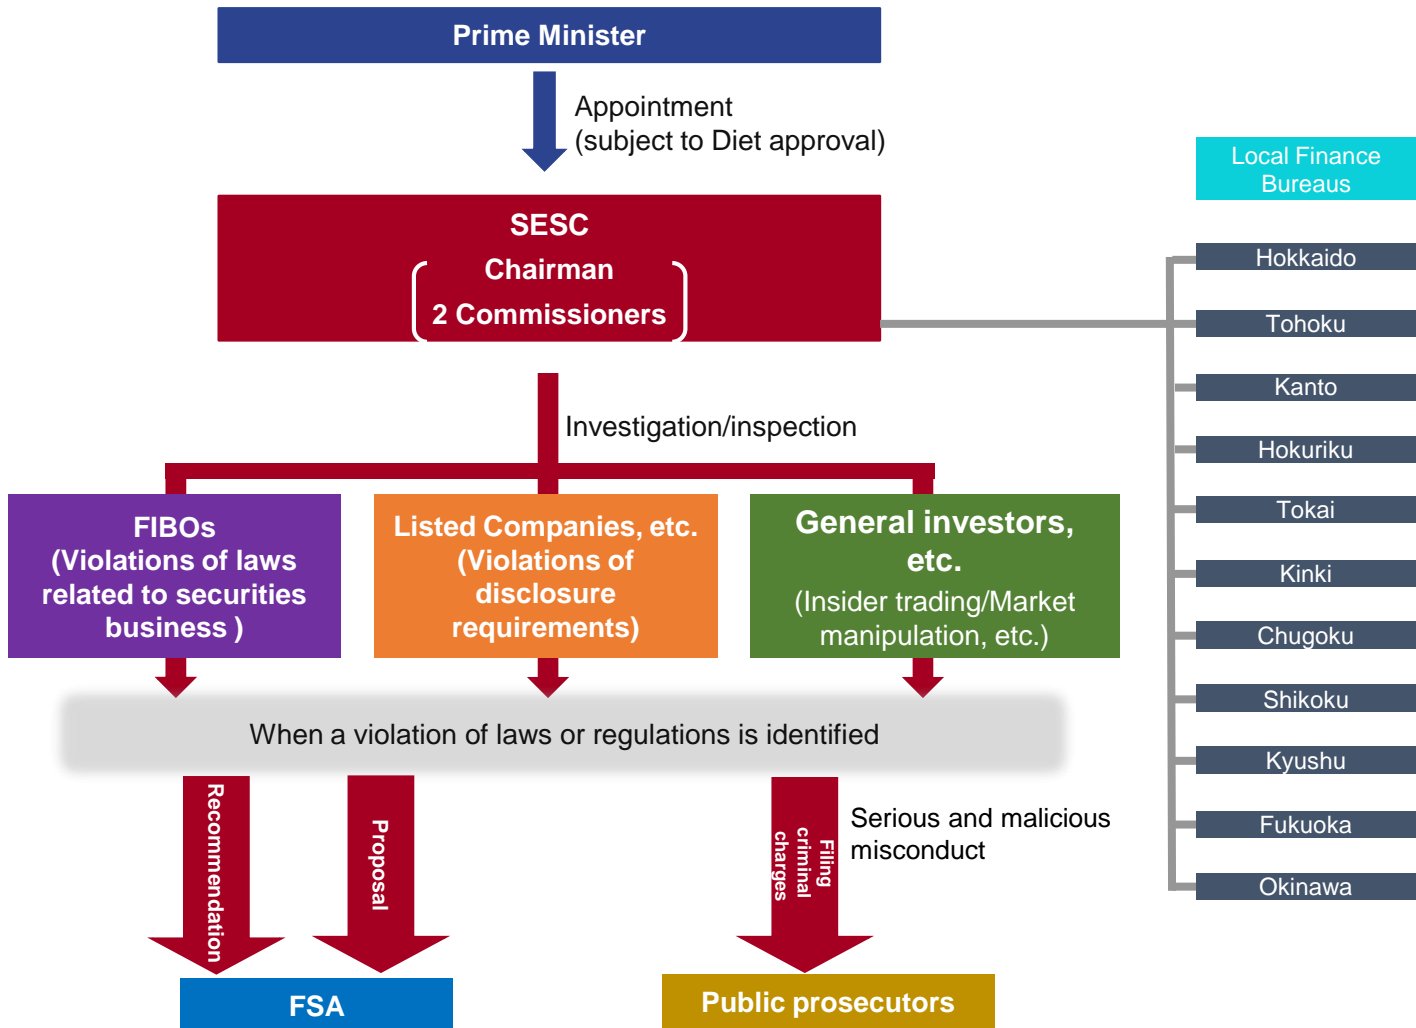 Prime Minister
Appointment
(subject to Diet approval)
SESC
Chairman
2 Commissioners
Local Finance
Bureaus
Hokkaido
Tohoku
Kanto
Hokuriku
Tokai
Kinki
Chugoku
Shikoku
Kyushu
Fukuoka
Okinawa
Investigation/inspection
FIBOs
(Violations of laws
related to securities
business )
Listed Companies, etc.
(Violations of
disclosure
requirements)
General investors,
etc.
(Insider trading/Market
manipulation, etc.)
When a violation of laws or regulations is identified
Recommendation
Proposal
Filing
criminal
charges
Serious and malicious
misconduct
FSA
Public prosecutors